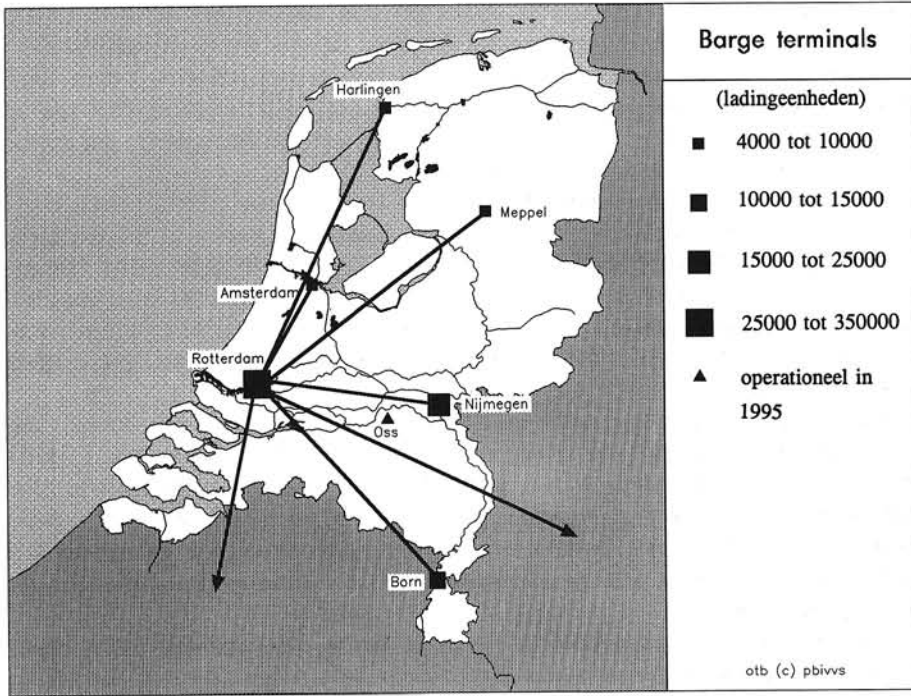 Harlingen
Meppel
Amsterdam
Rotterdam
Nijmegen
Oss
Born
Barge terminals
(ladingeenheden)
4000 tot 10000
10000 tot 15000
15000 tot 25000
25000 tot 350000
operationeel in
1995
otb (c) pbivvs